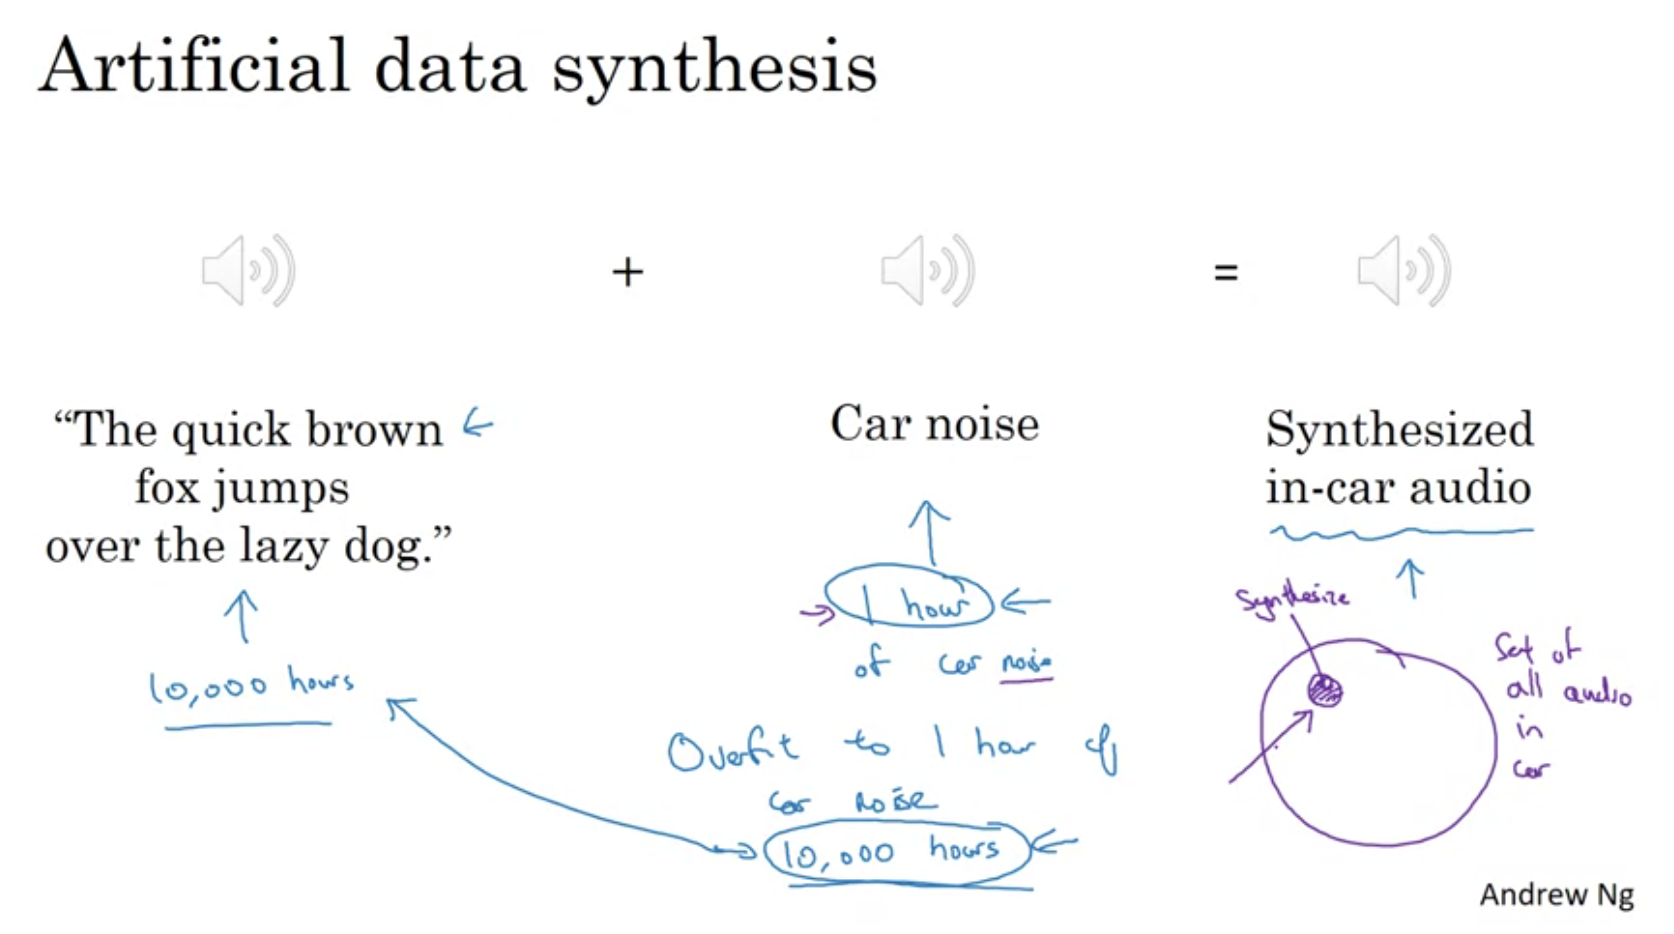 Artificial data synthesis
+
=
“The quick brown
fox jumps
over the lazy dog.”
10,000 hours
Car noise
1 hour
of car noise
Overfit to 1 hour of
car noise
10,000 hours
Synthesized
in-car audio
Synthesize
Set of
all audio
in
car
Andrew Ng